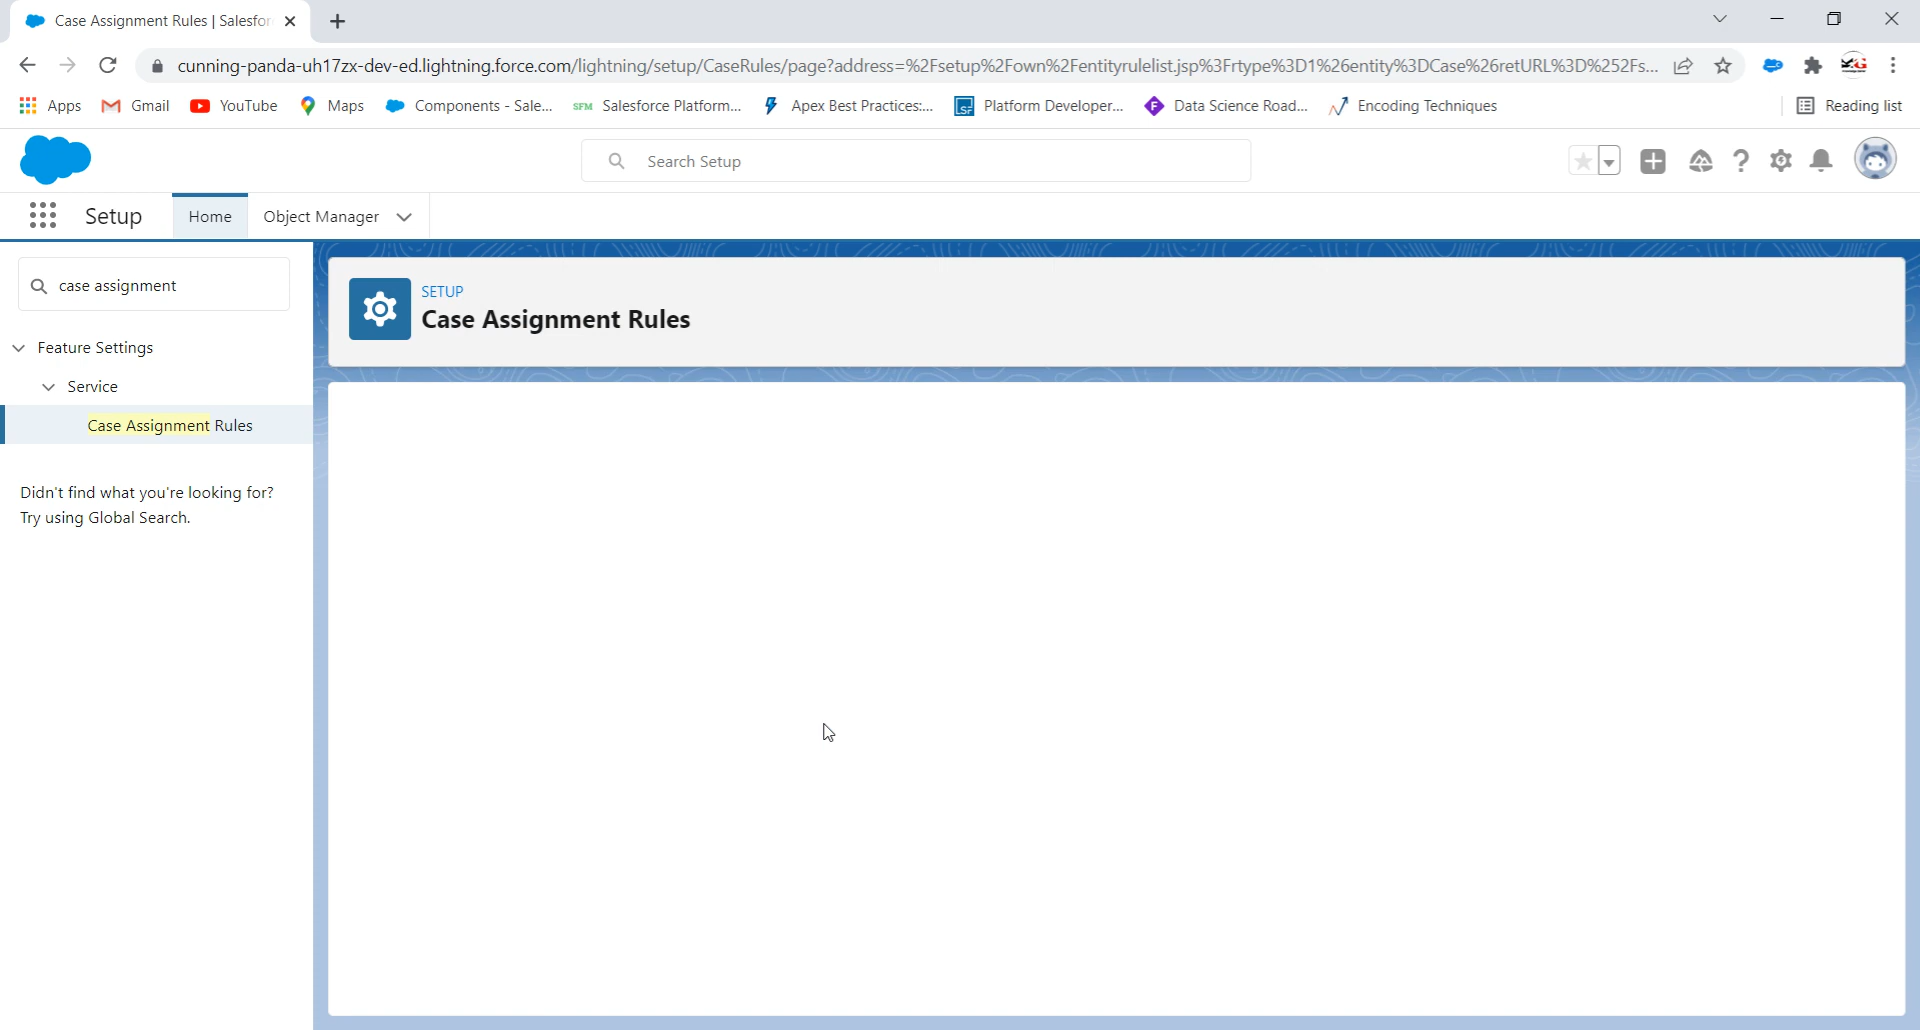 Case Assignment Rules | Salesfor
cunning-panda-uh17zx-dev-ed.lightning.force.com/lightning/setup/CaseRules/page?address=%2Fsetup%2Fown%2Fentityrulelist.jsp%3Frtype%3D1%26entity%3DCase%26retURL%3D%252Fs...
Apps Gmail YouTube Maps Components - Sale... SFM Salesforce Platform... Apex Best Practices:... Platform Developer... Data Science Road... Encoding Techniques Reading list
Search Setup
Setup Home Object Manager
case assignment
Feature Settings
Service
Case Assignment Rules
Didn't find what you're looking for?
Try using Global Search.
SETUP
Case Assignment Rules